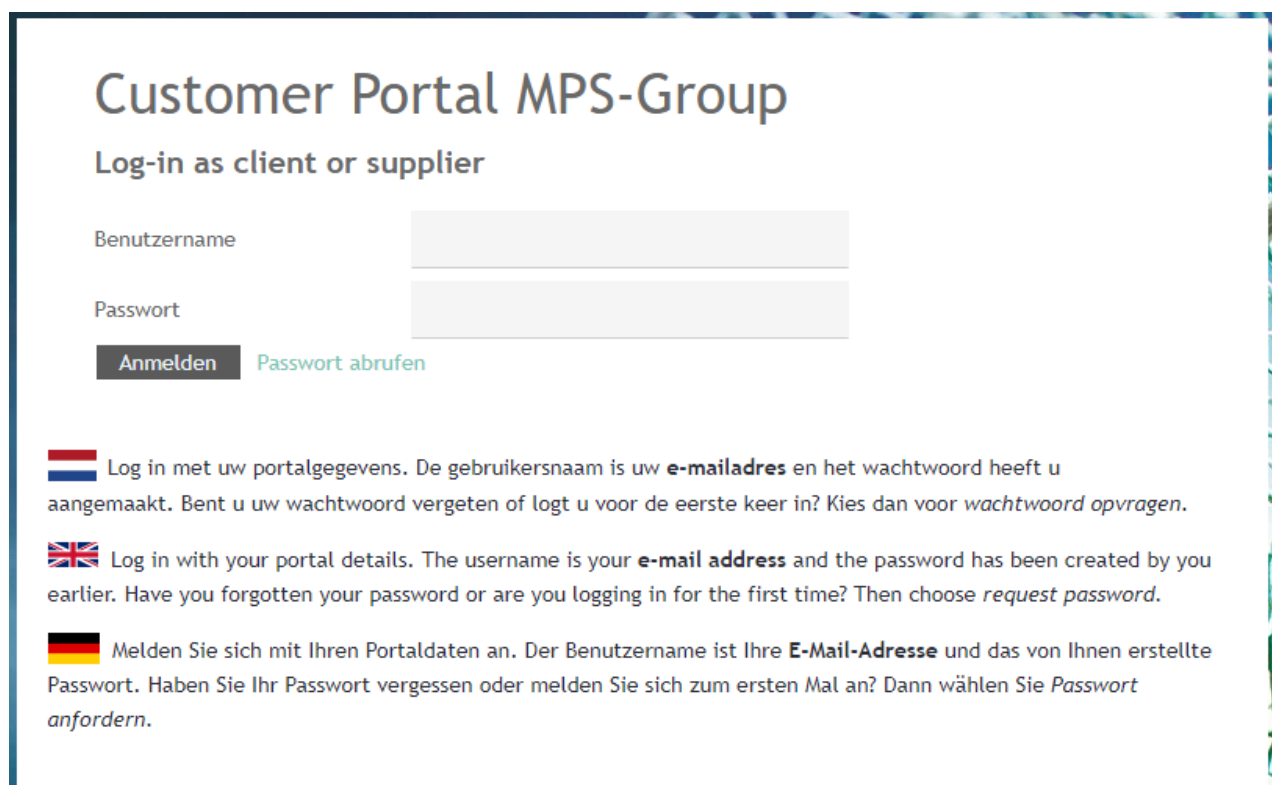 Customer Portal MPS-Group
Log-in as client or supplier
Benutzername
Passwort
Anmelden Passwort abrufen
Log in met uw portalgegevens. De gebruikersnaam is uw e-mailadres en het wachtwoord heeft u
aangemaakt. Bent u uw wachtwoord vergeten of logt u voor de eerste keer in? Kies dan voor wachtwoord opvragen.
Log in with your portal details. The username is your e-mail address and the password has been created by you
earlier. Have you forgotten your password or are you logging in for the first time? Then choose request password.
Melden Sie sich mit Ihren Portaldaten an. Der Benutzername ist Ihre E-Mail-Adresse und das von Ihnen erstellte
Passwort. Haben Sie Ihr Passwort vergessen oder melden Sie sich zum ersten Mal an? Dann wählen Sie Passwort
anfordern.